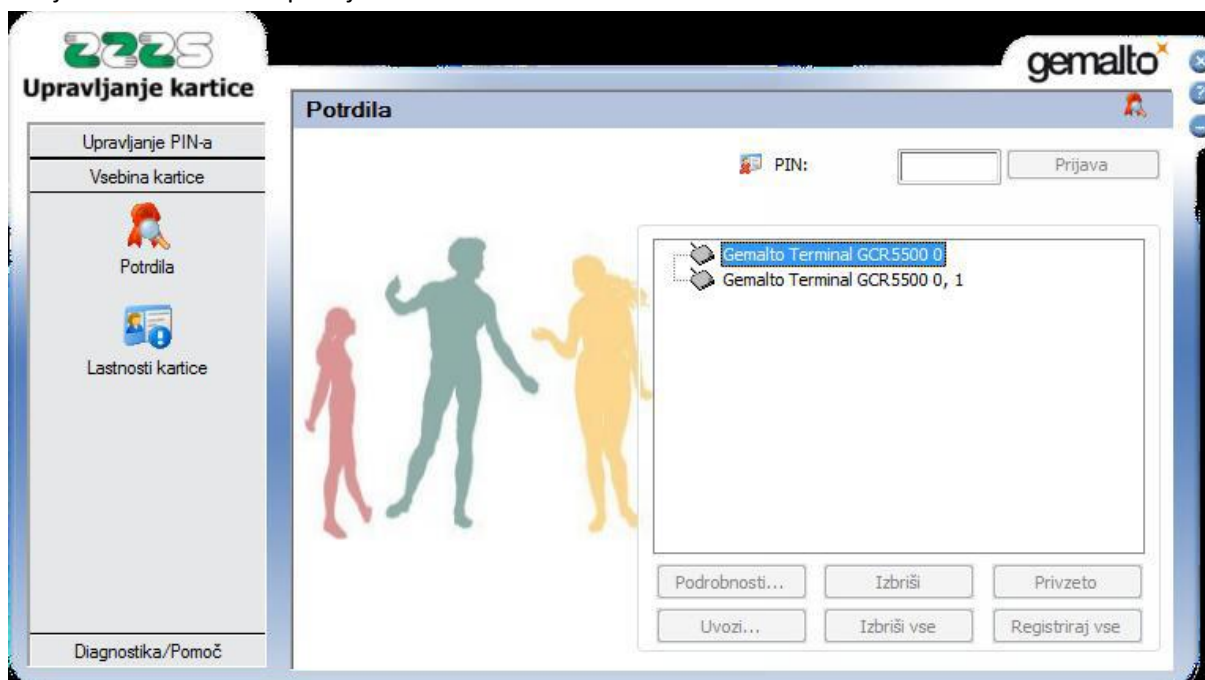 ZZZS
Upravljanje kartice
gemalto
Upravljanje PIN-a
Vsebina kartice
Potrdila
Lastnosti kartice
Diagnostika/Pomoč
Potrdila
PIN:
Prijava
Gemalto Terminal GCR5500 0
Gemalto Terminal GCR5500 0, 1
Podrobnosti...
Izbriši
Privzeto
Uvozi...
Izbriši vse
Registriraj vse